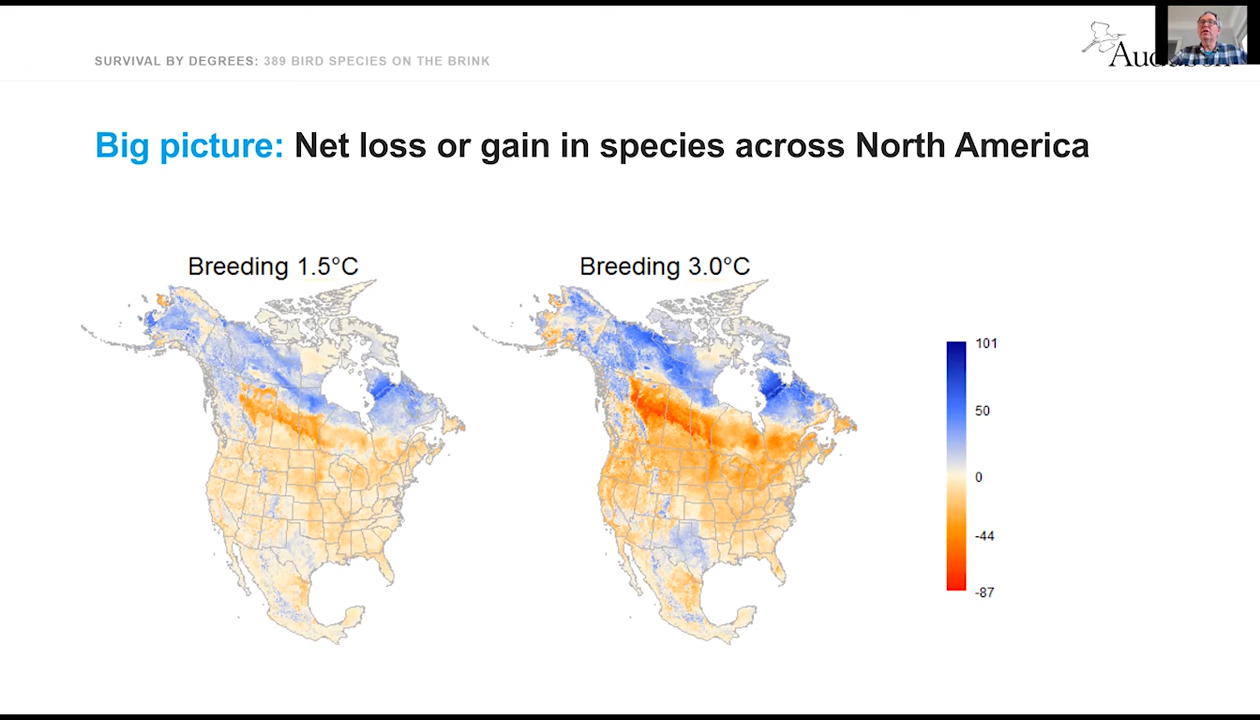 SURVIVAL BY DEGREES: 389 BIRD SPECIES ON THE BRINK
Big picture: Net loss or gain in species across North America
Breeding 1.5°C
Breeding 3.0°C
101
50
0
-44
-87